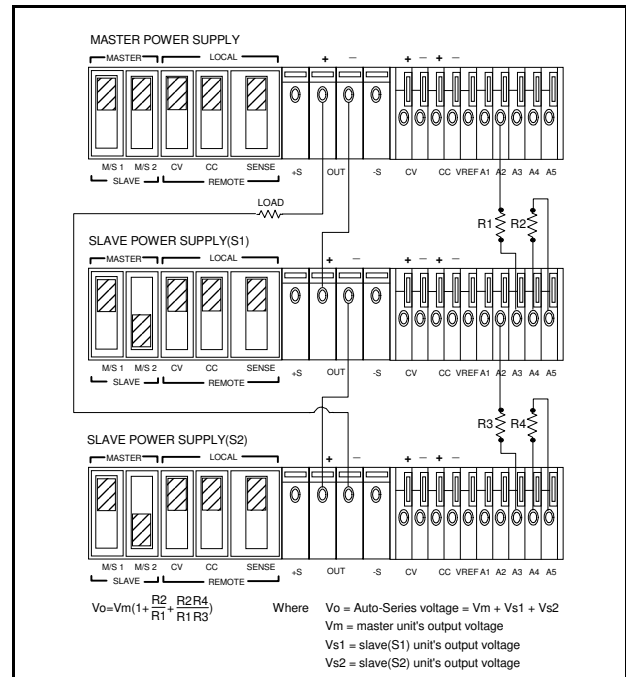 MASTER POWER SUPPLY
MASTER LOCAL + −
+ − + −
M/S 1 M/S 2 CV CC SENSE +S OUT -S CV CC VREF A1 A2 A3 A4 A5
SLAVE REMOTE
LOAD
R1 R2
SLAVE POWER SUPPLY(S1)
MASTER LOCAL + −
+ − + −
M/S 1 M/S 2 CV CC SENSE +S OUT -S CV CC VREF A1 A2 A3 A4 A5
SLAVE REMOTE
R3 R4
SLAVE POWER SUPPLY(S2)
MASTER LOCAL + −
+ − + −
M/S 1 M/S 2 CV CC SENSE +S OUT -S CV CC VREF A1 A2 A3 A4 A5
SLAVE REMOTE
Vo=Vm(1+R2/R1+R2R4/R1R3)
Where Vo = Auto-Series voltage = Vm + Vs1 + Vs2
Vm = master unit's output voltage
Vs1 = slave(S1) unit's output voltage
Vs2 = slave(S2) unit's output voltage